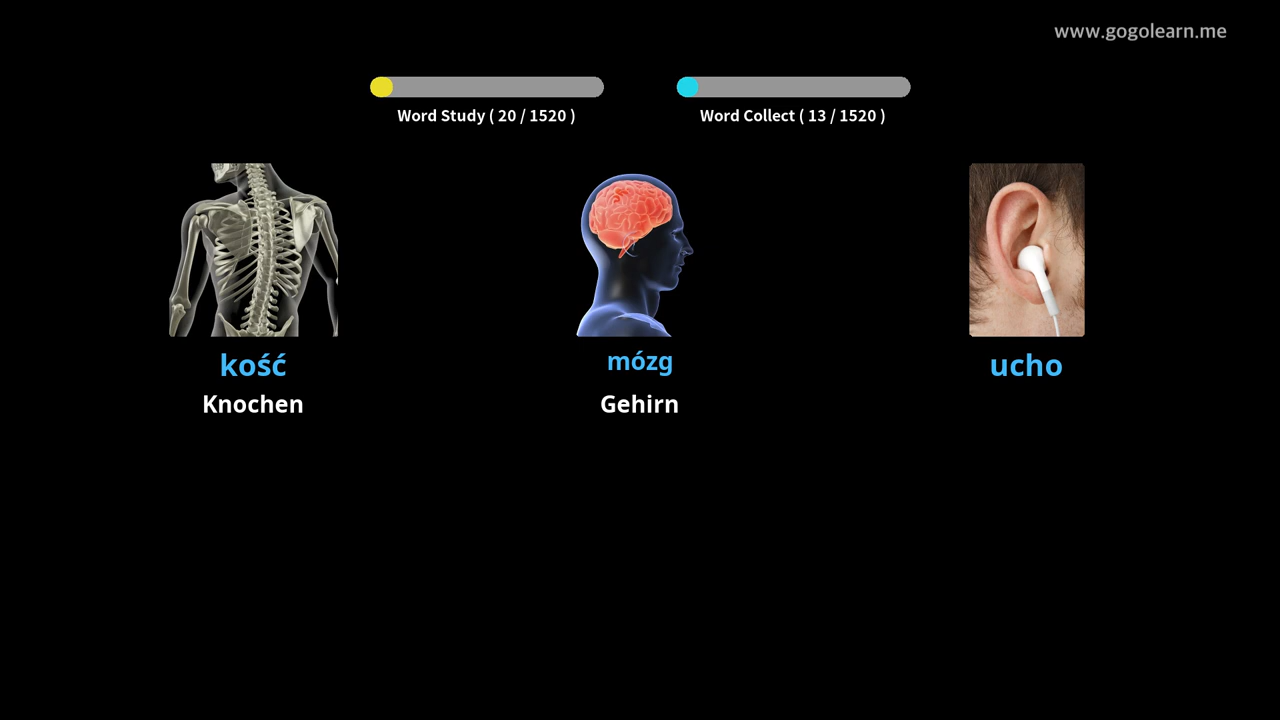 www.gogolearn.me
Word Study ( 20 / 1520 )
Word Collect ( 13 / 1520 )
kość
mózg
ucho
Knochen
Gehirn